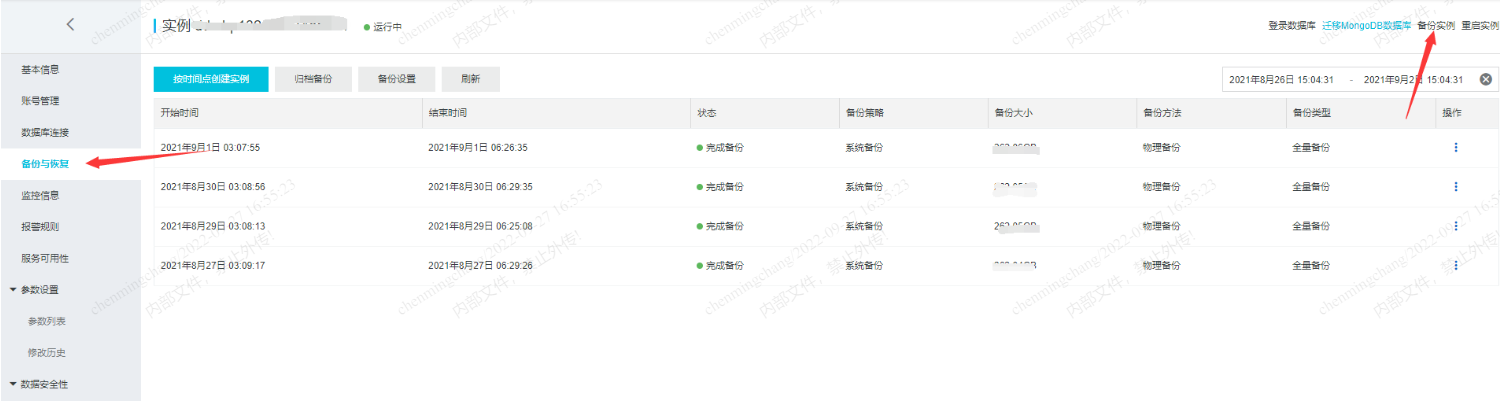 实例
运行中
登录数据库 迁移MongoDB数据库 备份实例 重启实例
基本信息
账号管理
数据库连接
备份与恢复
监控信息
报警规则
服务可用性
参数设置
参数列表
修改历史
数据安全性
按时间点创建实例 归档备份 备份设置 刷新
2021年8月26日 15:04:31 - 2021年9月2日 15:04:31
开始时间 结束时间 状态 备份策略 备份大小 备份方法 备份类型 操作
2021年9月1日 03:07:55 2021年9月1日 06:26:35 完成备份 系统备份 物理备份 全量备份
2021年8月30日 03:08:56 2021年8月30日 06:29:35 完成备份 系统备份 物理备份 全量备份
2021年8月29日 03:08:13 2021年8月29日 06:25:08 完成备份 系统备份 物理备份 全量备份
2021年8月27日 03:09:17 2021年8月27日 06:29:26 完成备份 系统备份 物理备份 全量备份
chenmingchang/2022-09-27 16:55:23
内部文件，禁止外传!